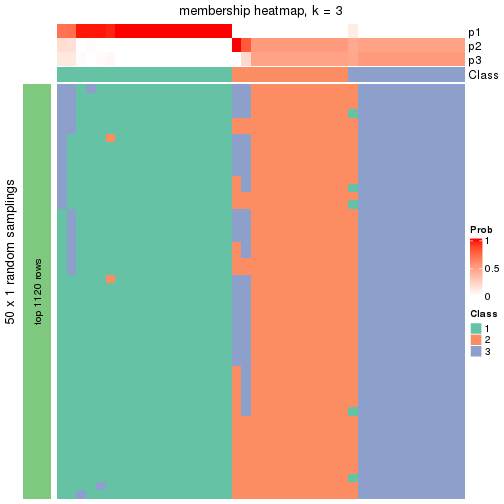 membership heatmap, k = 3
p1
p2
p3
Class
50 x 1 random samplings
top 1120 rows
Prob
1
0.5
0
Class
1
2
3